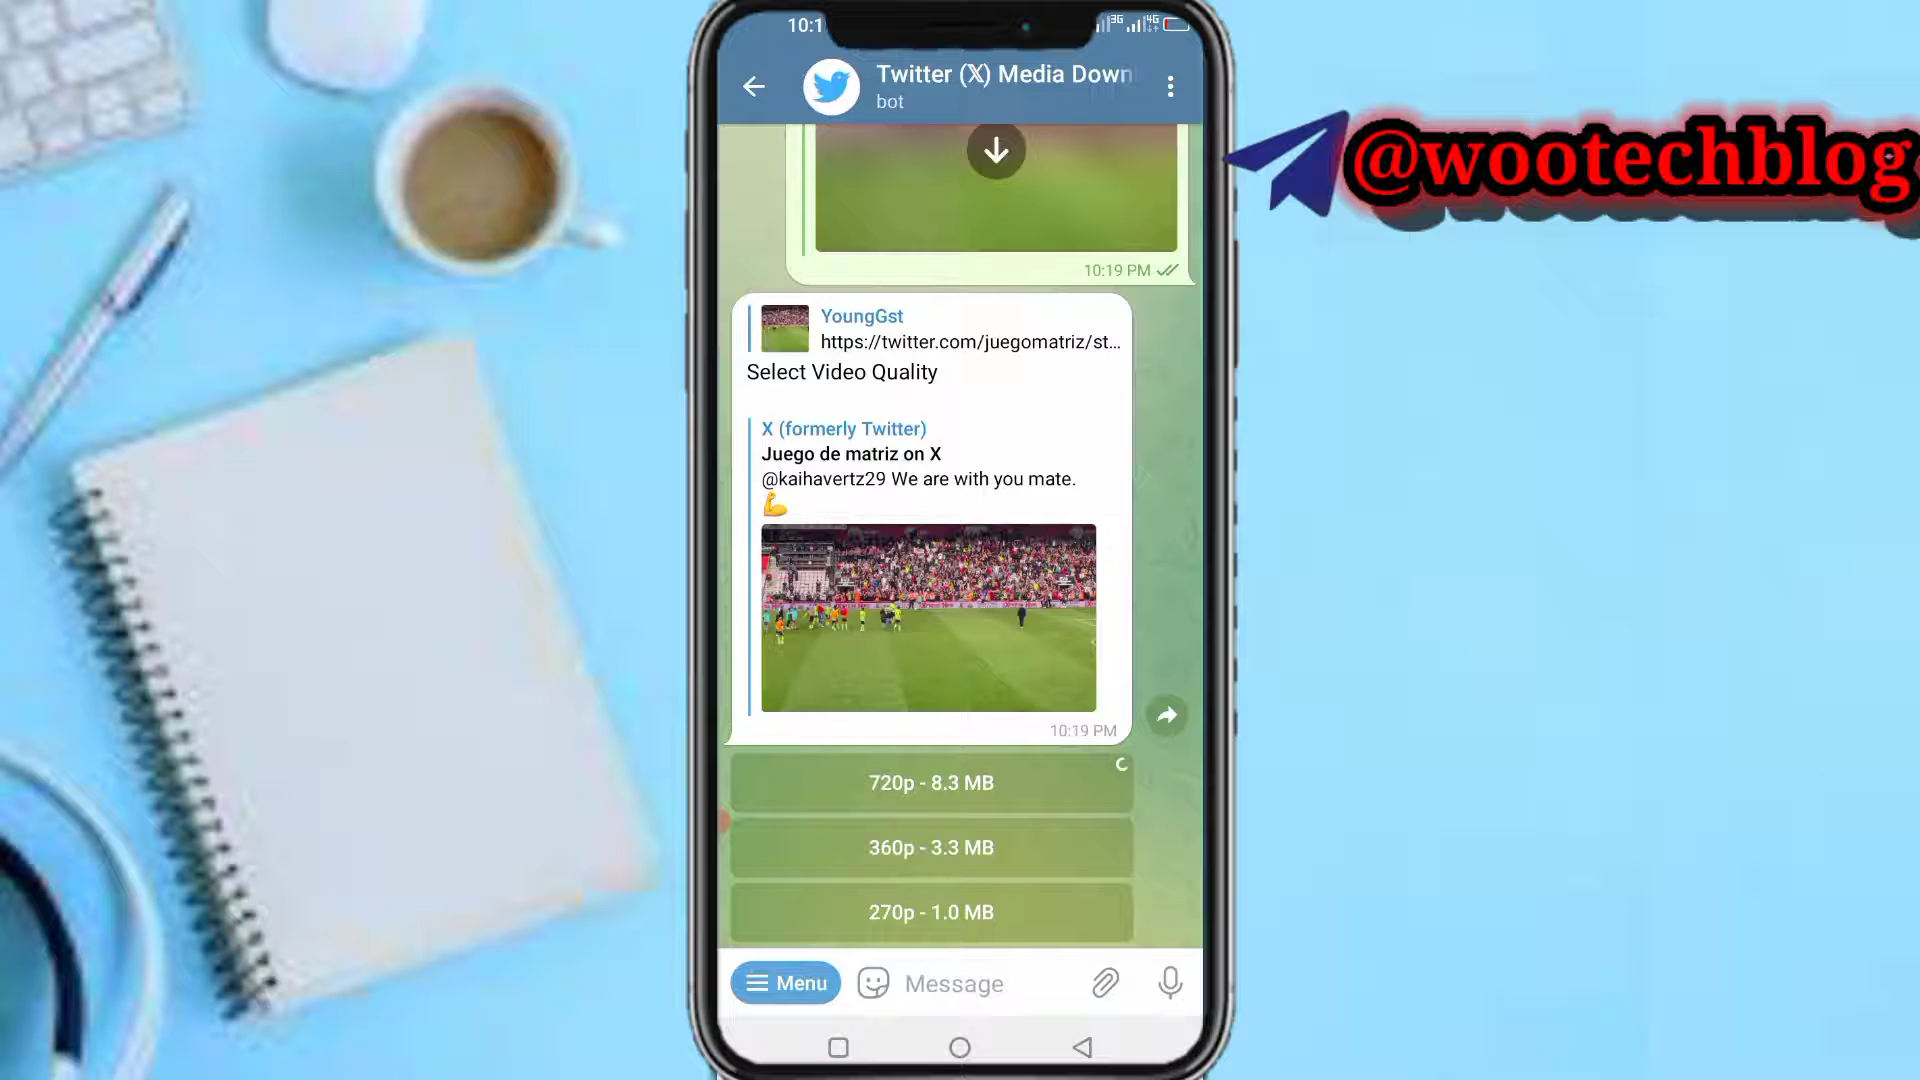 10:1
3G 4G
Twitter (𝕏) Media Down
bot
@wootechblog
10:19 PM
YoungGst
https://twitter.com/juegomatriz/st...
Select Video Quality
X (formerly Twitter)
Juego de matriz on X
@kaihavertz29 We are with you mate.
💪
10:19 PM
720p - 8.3 MB
360p - 3.3 MB
270p - 1.0 MB
Menu
Message